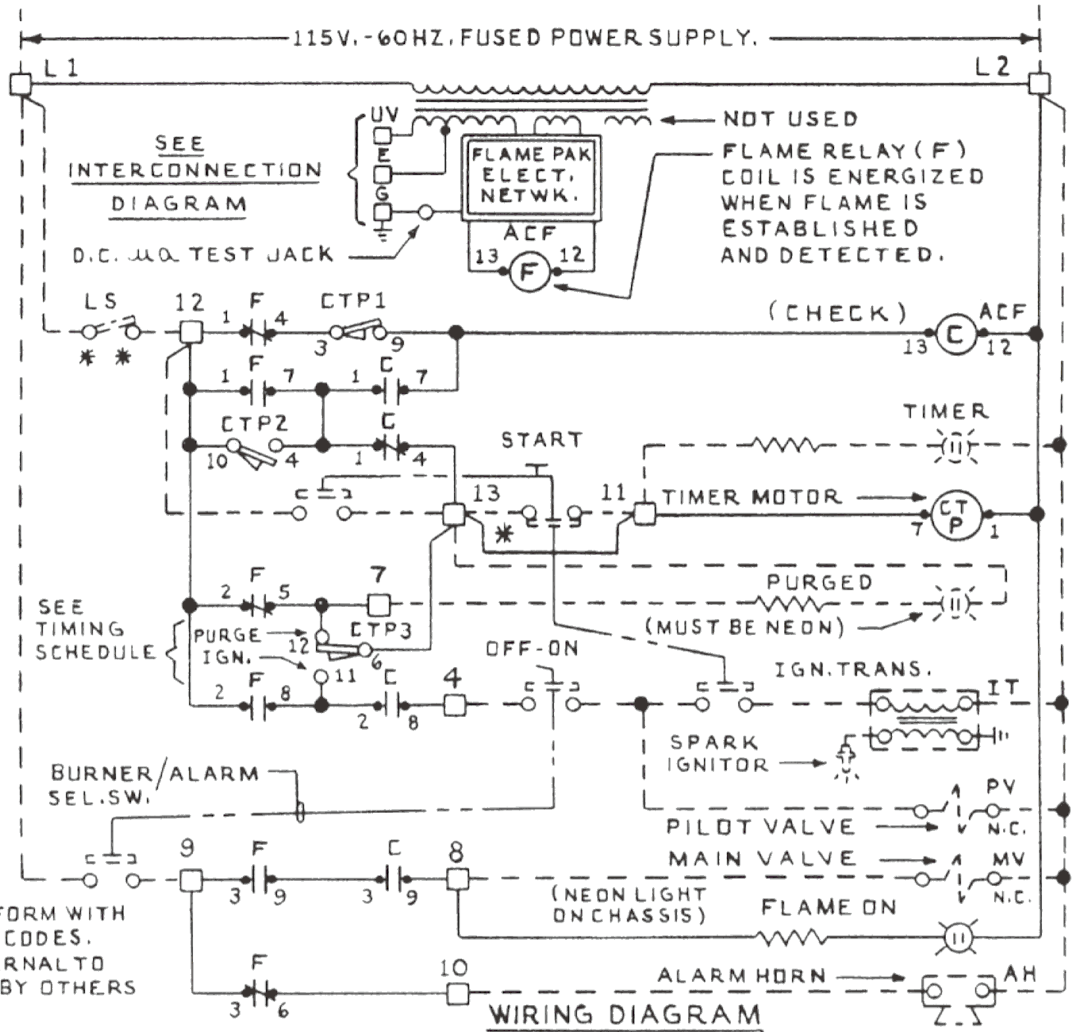 115V.-60HZ. FUSED POWER SUPPLY.
L1
L2
UV
E
G
SEE
INTERCONNECTION
DIAGRAM
FLAME PAK
ELECT.
NETWK.
NOT USED
FLAME RELAY (F)
COIL IS ENERGIZED
WHEN FLAME IS
ESTABLISHED
AND DETECTED.
D.C. µa TEST JACK
ACF
13 F 12
LS
* *
12
1 F 4
CTP1
3 9
(CHECK)
13 C 12
ACF
1 F 7
1 C 7
CTP2
10 4
C
1 4
START
TIMER
13
*
11
TIMER MOTOR
7 CTP 1
SEE
TIMING
SCHEDULE
2 F 5
7
PURGED
(MUST BE NEON)
PURGE
12
CTP3
6
IGN.
11
OFF-ON
2 F 8
2 C 8
4
IGN. TRANS.
IT
SPARK
IGNITOR
BURNER/ALARM
SEL. SW.
PILOT VALVE
PV
N.C.
MAIN VALVE
MV
N.C.
9
3 F 9
3 C 9
8
(NEON LIGHT
ON CHASSIS)
FLAME ON
FORM WITH
CODES.
RNAL TO
BY OTHERS
3 F 6
10
ALARM HORN
AH
WIRING DIAGRAM